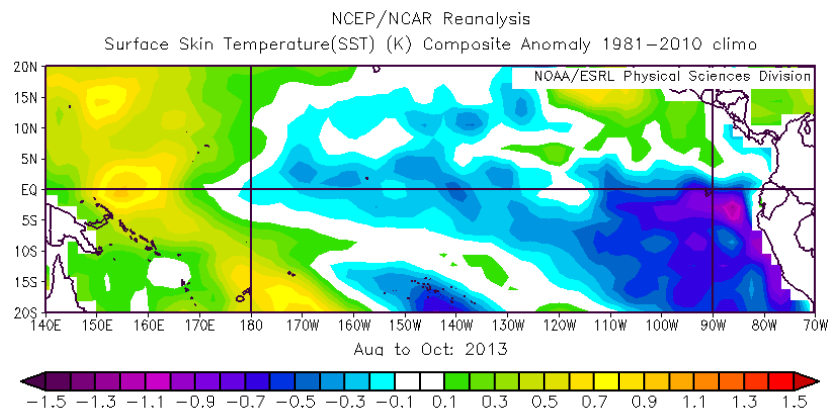 NCEP/NCAR Reanalysis
Surface Skin Temperature(SST) (K) Composite Anomaly 1981-2010 climo
NOAA/ESRL Physical Sciences Division
20N
15N
10N
5N
EQ
5S
10S
15S
20S
140E 150E 160E 170E 180 170W 160W 150W 140W 130W 120W 110W 100W 90W 80W 70W
Aug to Oct: 2013
-1.5 -1.3 -1.1 -0.9 -0.7 -0.5 -0.3 -0.1 0.1 0.3 0.5 0.7 0.9 1.1 1.3 1.5